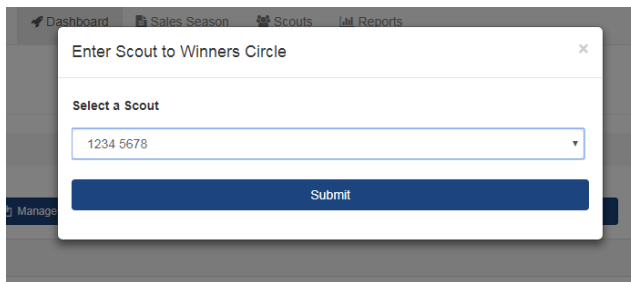 Dashboard Sales Season Scouts Reports
Enter Scout to Winners Circle ×
Select a Scout
1234 5678
Submit
Manage